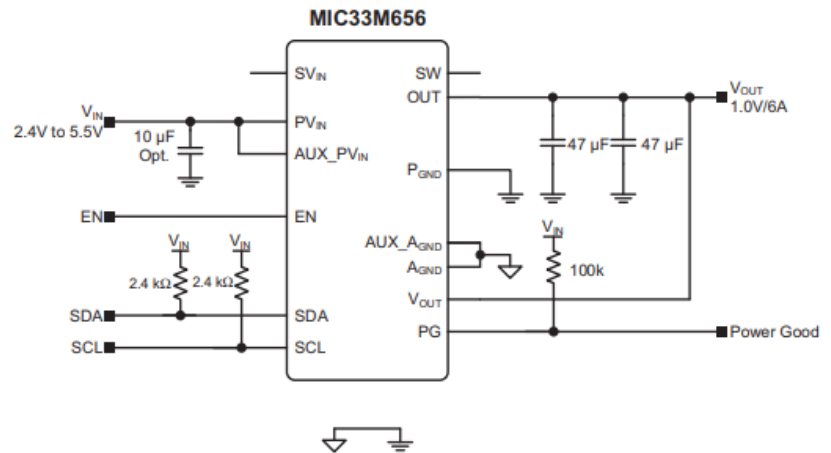 MIC33M656
SVIN
SW
OUT
VOUT
1.0V/6A
VIN
2.4V to 5.5V
PVIN
10 µF
Opt.
AUX_PVIN
47 µF
47 µF
PGND
EN
EN
VIN
VIN
2.4 kΩ
2.4 kΩ
AUX_AGND
AGND
VIN
100k
VOUT
SDA
SDA
PG
Power Good
SCL
SCL